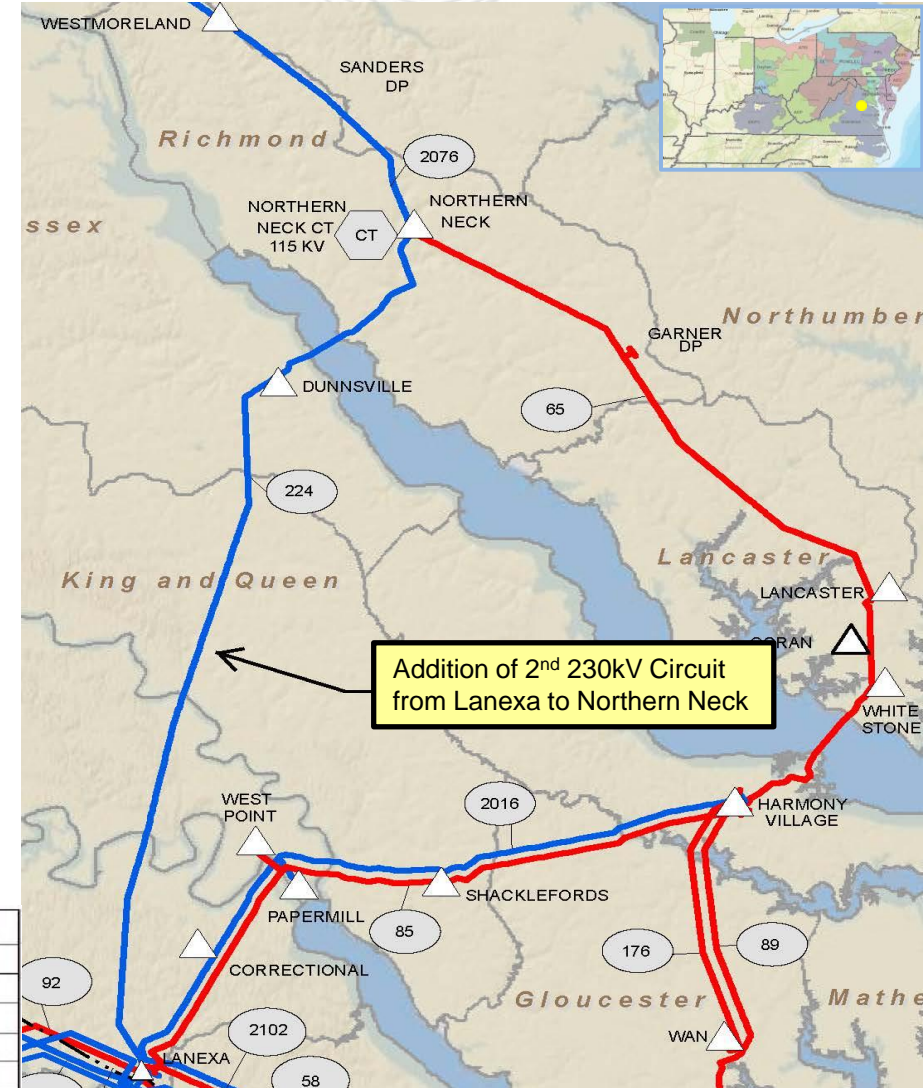 WESTMORELAND
SANDERS
DP
Richmond
2076
NORTHERN
NECK CT
115 KV
CT
NORTHERN
NECK
ssex
Northumber
GARNER
DP
DUNNSVILLE
65
224
Lancaster
King and Queen
LANCASTER
Addition of 2nd 230kV Circuit
from Lanexa to Northern Neck
WHITE
STONE
WEST
POINT
2016
HARMONY
VILLAGE
SHACKLEFORDS
PAPERMILL
85
CORRECTIONAL
176
89
92
Gloucester
Mathe
2102
WAN
LANEXA
58